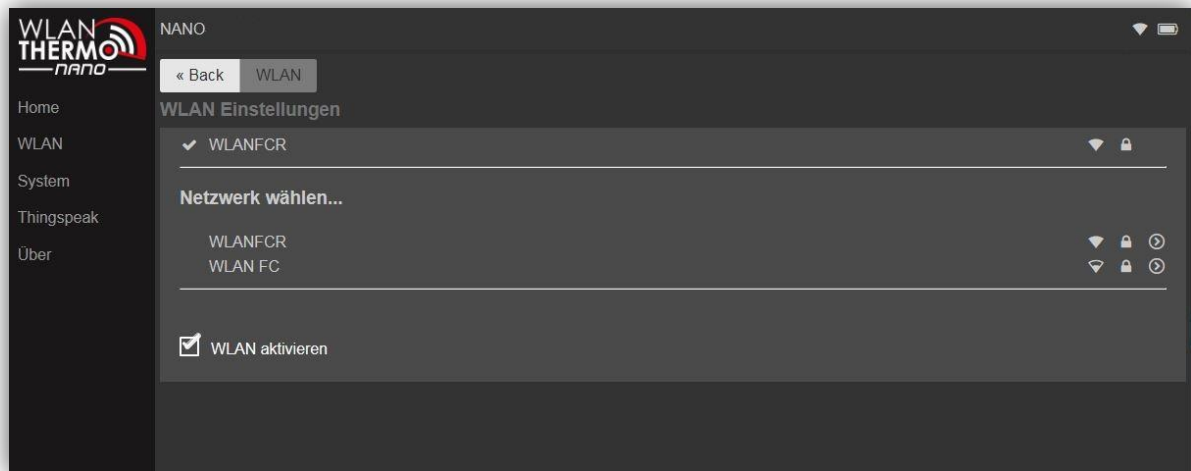 WLAN
THERMO
nano
NANO
« Back
WLAN
Home
WLAN
System
Thingspeak
Über
WLAN Einstellungen
WLANFCR
Netzwerk wählen...
WLANFCR
WLAN FC
WLAN aktivieren